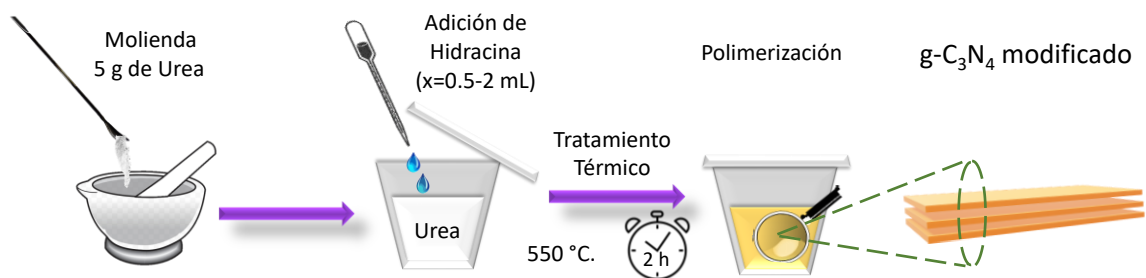 Molienda
5 g de Urea
Adición de
Hidracina
(x=0.5-2 mL)
Urea
Tratamiento
Térmico
550 °C.
2 h
Polimerización
g-C₃N₄ modificado